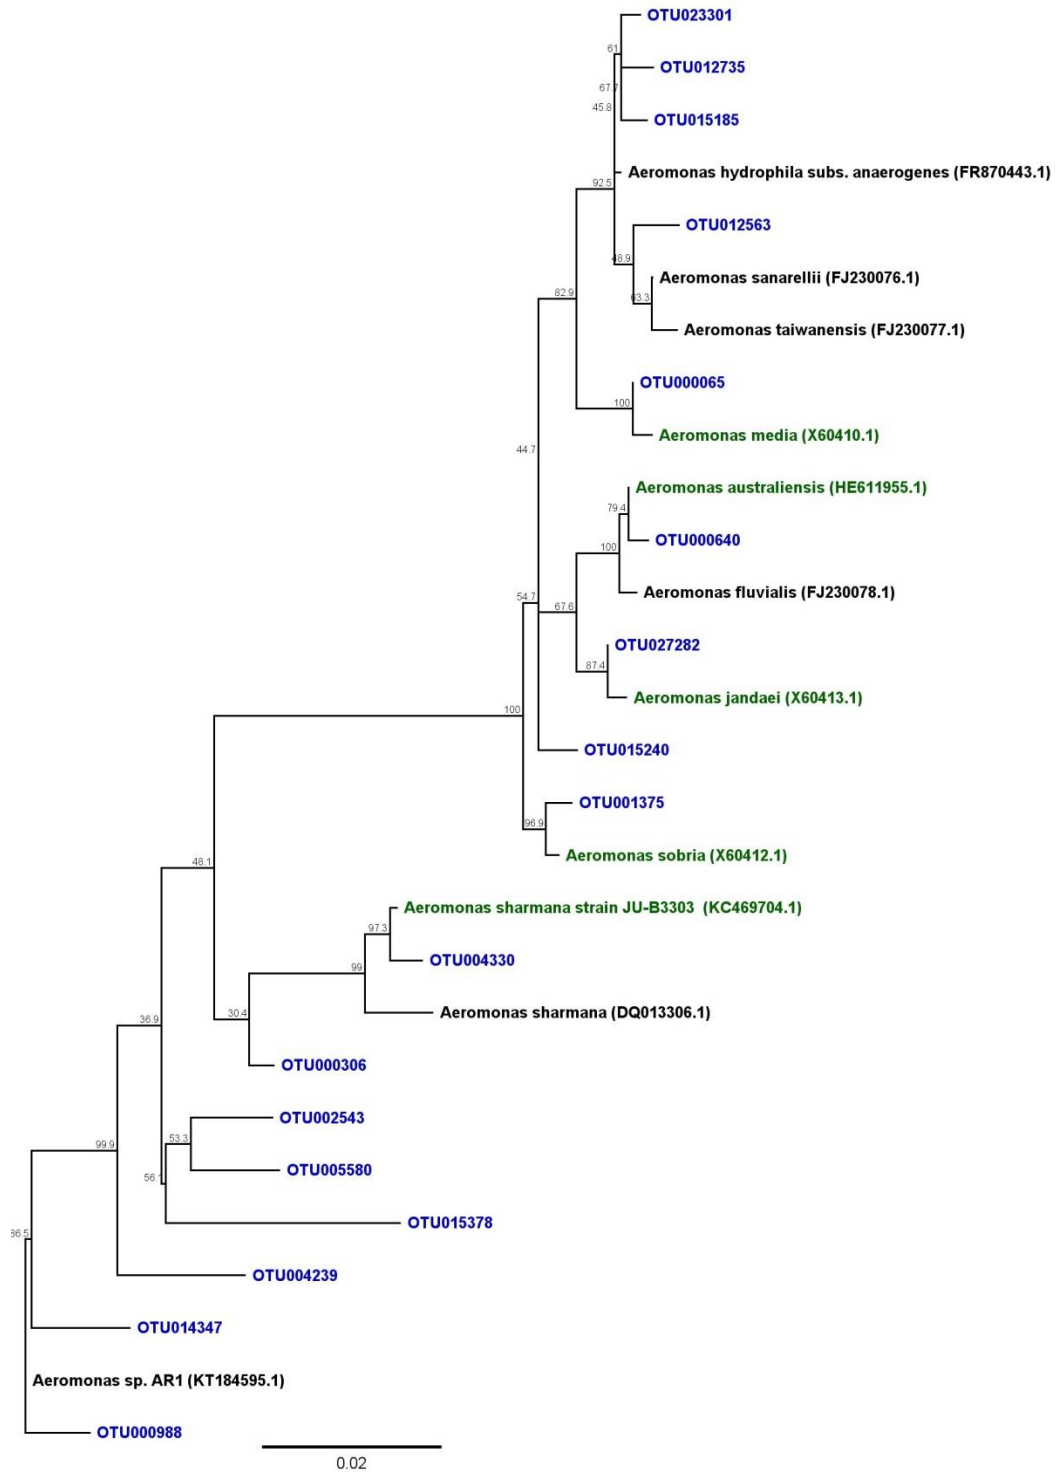 OTU023301
61
OTU012735
67.7
45.8
OTU015185
Aeromonas hydrophila subs. anaerogenes (FR870443.1)
92.5
OTU012563
48.9
Aeromonas sanarellii (FJ230076.1)
63.3
82.9
Aeromonas taiwanensis (FJ230077.1)
OTU000065
100
Aeromonas media (X60410.1)
44.7
Aeromonas australiensis (HE611955.1)
79.4
OTU000640
100
Aeromonas fluvialis (FJ230078.1)
54.7
67.6
OTU027282
87.4
Aeromonas jandaei (X60413.1)
100
OTU015240
OTU001375
96.9
Aeromonas sobria (X60412.1)
48.1
Aeromonas sharmana strain JU-B3303 (KC469704.1)
97.3
OTU004330
99
Aeromonas sharmana (DQ013306.1)
36.9
30.4
OTU000306
OTU002543
53.3
99.9
OTU005580
56.1
OTU015378
OTU004239
OTU014347
Aeromonas sp. AR1 (KT184595.1)
OTU000988
0.02